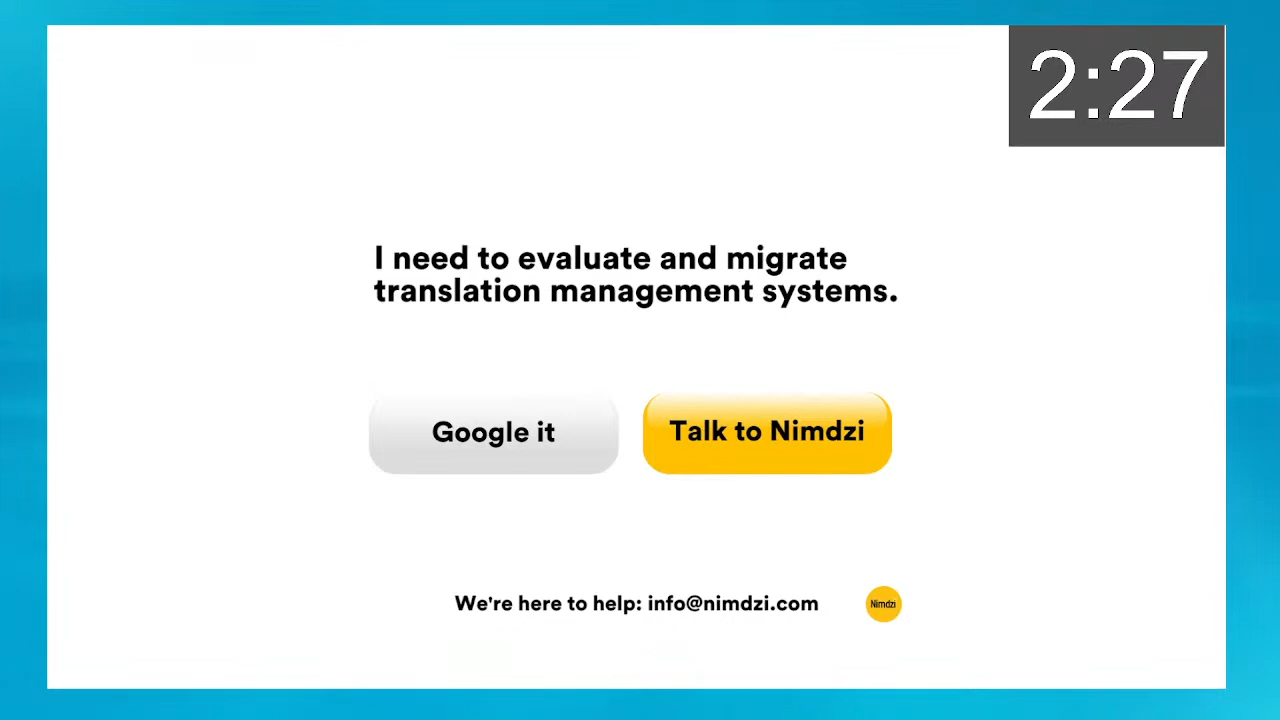 2:27
I need to evaluate and migrate
translation management systems.
Google it
Talk to Nimdzi
We're here to help: info@nimdzi.com
Nimdzi